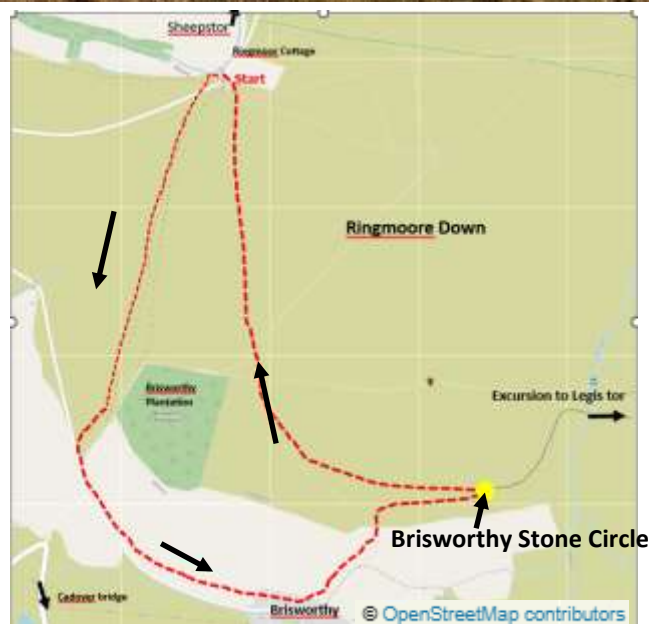 Sheepstor
Ringmoor Cottage
Start
Ringmoore Down
Brisworthy
Plantation
Excursion to Legis tor
Brisworthy Stone Circle
Cadover bridge
Brisworthy
© OpenStreetMap contributors